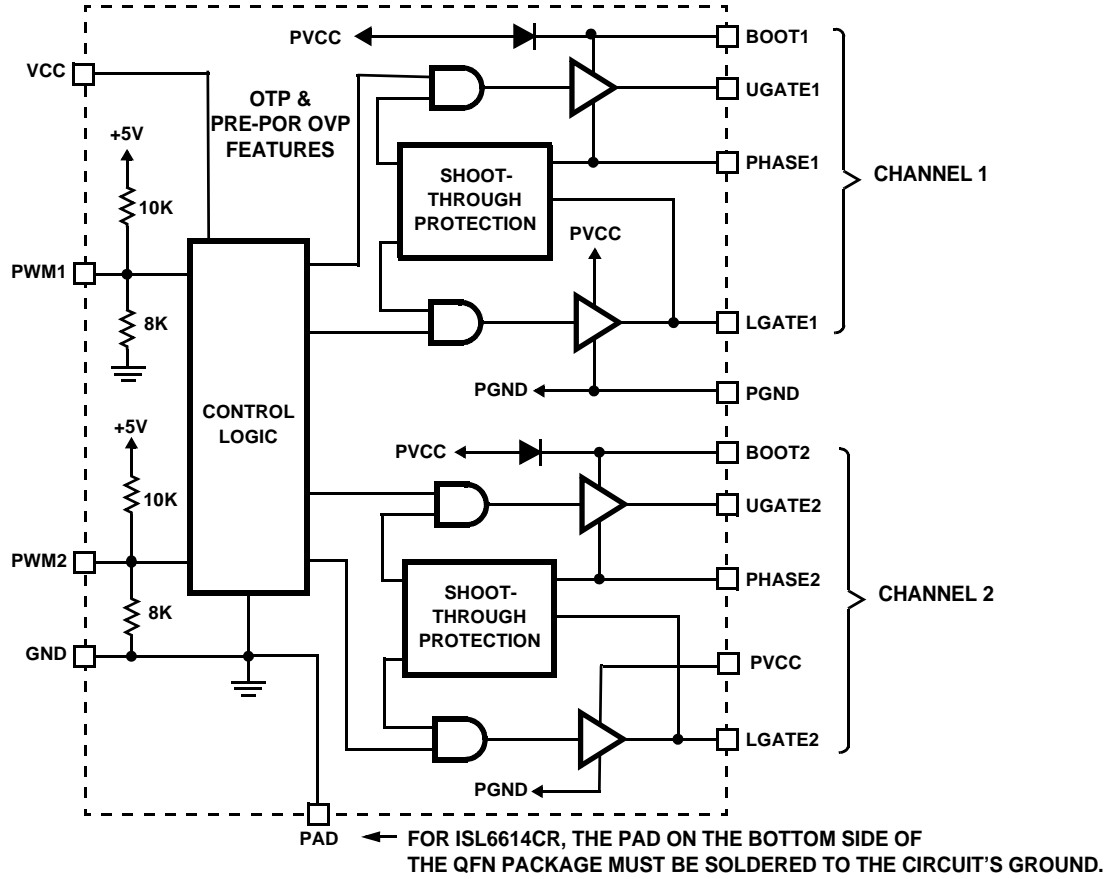 PVCC
BOOT1
VCC
OTP &
PRE-POR OVP
FEATURES
UGATE1
+5V
10K
SHOOT-
THROUGH
PROTECTION
PHASE1
CHANNEL 1
PVCC
PWM1
8K
LGATE1
PGND
PGND
CONTROL
LOGIC
+5V
PVCC
BOOT2
10K
UGATE2
PWM2
PHASE2
SHOOT-
THROUGH
PROTECTION
CHANNEL 2
8K
GND
PVCC
LGATE2
PGND
PAD
FOR ISL6614CR, THE PAD ON THE BOTTOM SIDE OF
THE QFN PACKAGE MUST BE SOLDERED TO THE CIRCUIT'S GROUND.